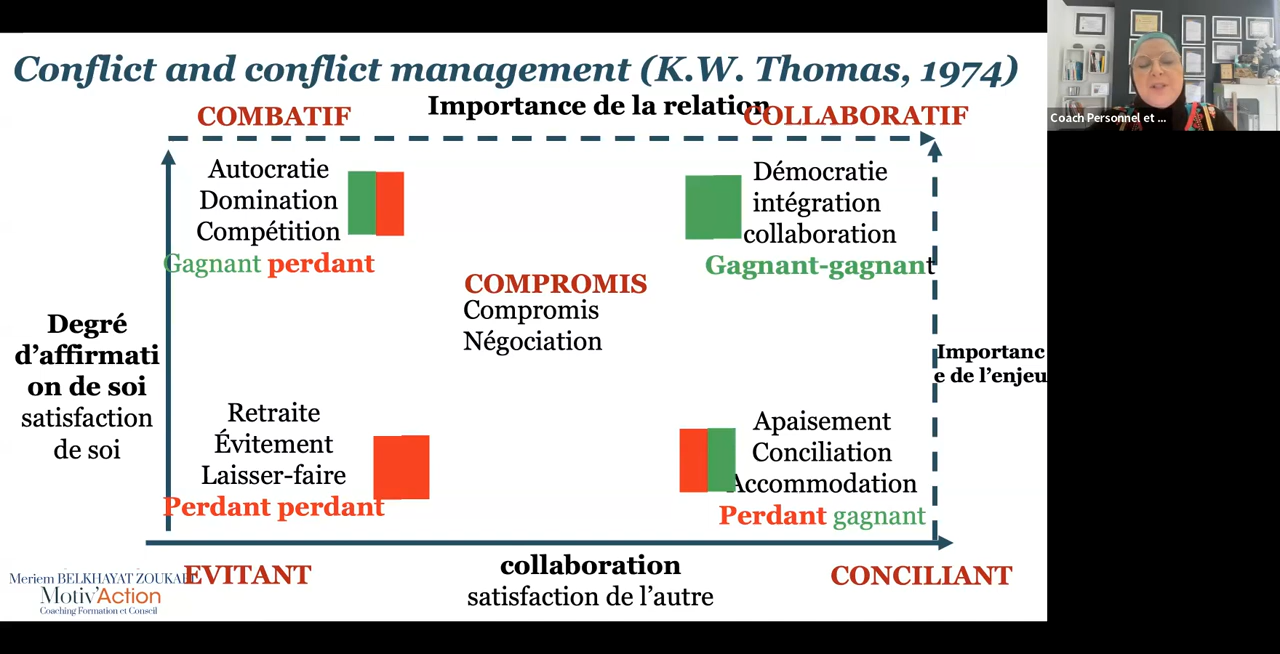 Conflict and conflict management (K.W. Thomas, 1974)
Importance de la relation
COMBATIF
COLLABORATIF
Autocratie
Domination
Compétition
Gagnant perdant
Démocratie
intégration
collaboration
Gagnant-gagnant
COMPROMIS
Compromis
Négociation
Degré
d'affirmati
on de soi
satisfaction
de soi
Importanc
e de l'enjeu
Retraite
Évitement
Laisser-faire
Perdant perdant
Apaisement
Conciliation
Accommodation
Perdant gagnant
EVITANT
collaboration
satisfaction de l'autre
CONCILIANT
Meriem BELKHAYAT ZOUKARI
Motiv'Action
Coaching Formation et Conseil
Coach Personnel et ...